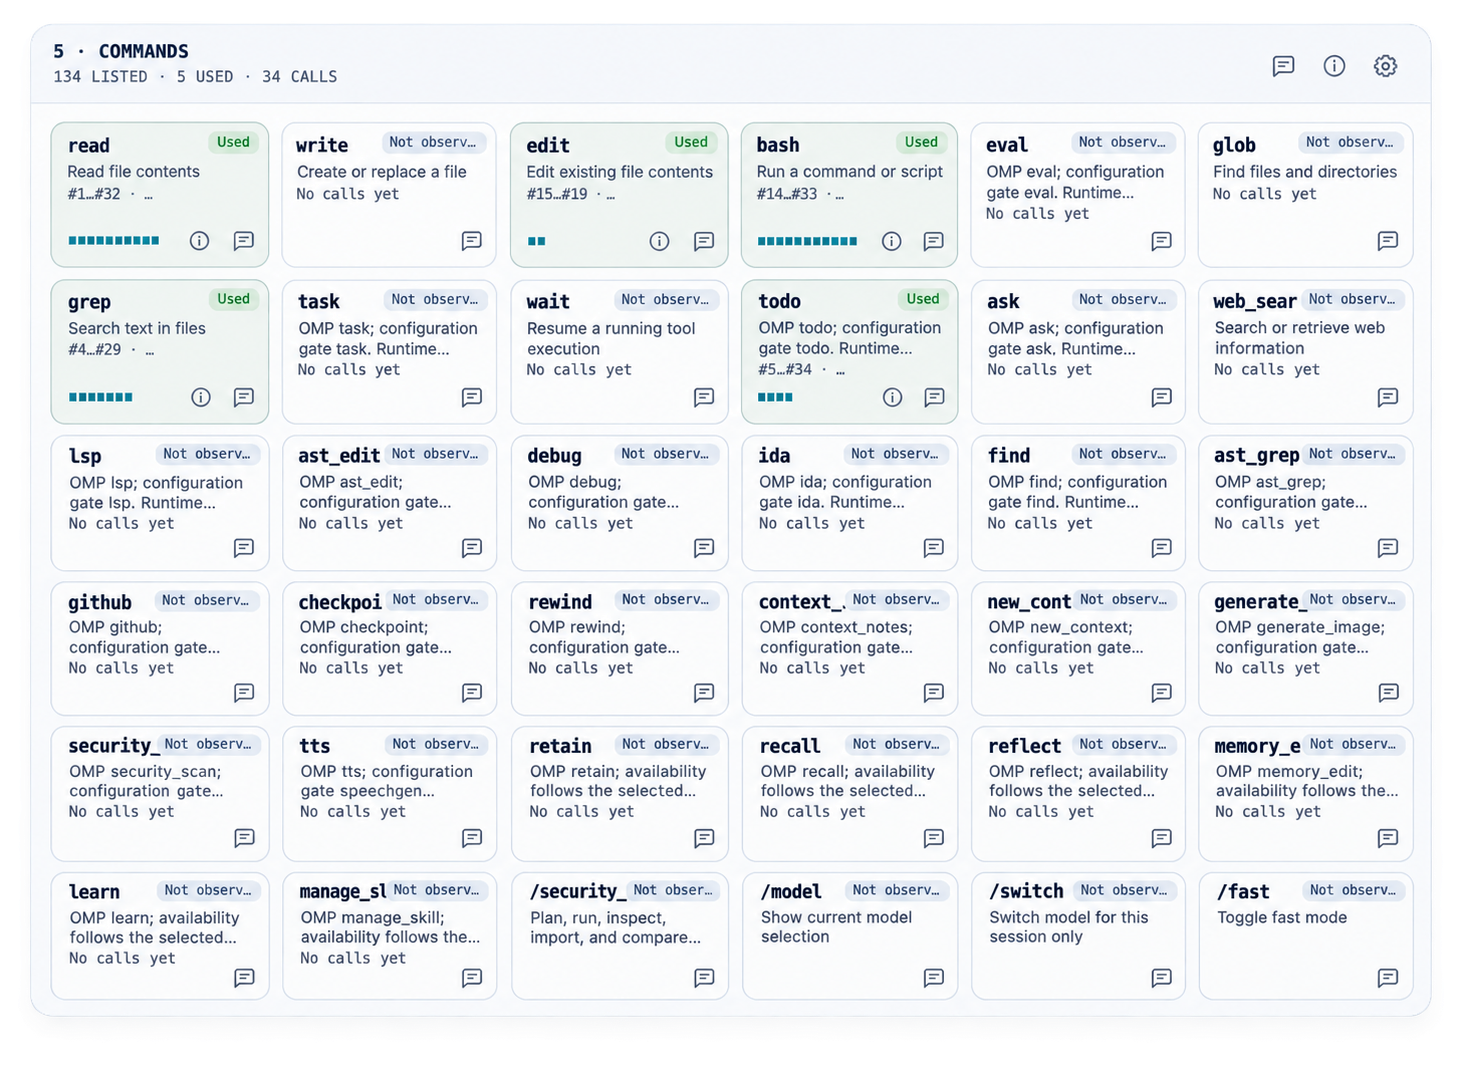 5 · COMMANDS
134 LISTED · 5 USED · 34 CALLS
read
Used
Read file contents
#1…#32 · …
write
Not observ…
Create or replace a file
No calls yet
edit
Used
Edit existing file contents
#15…#19 · …
bash
Used
Run a command or script
#14…#33 · …
eval
Not observ…
OMP eval; configuration
gate eval. Runtime…
No calls yet
glob
Not observ…
Find files and directories
No calls yet
grep
Used
Search text in files
#4…#29 · …
task
Not observ…
OMP task; configuration
gate task. Runtime…
No calls yet
wait
Not observ…
Resume a running tool
execution
No calls yet
todo
Used
OMP todo; configuration
gate todo. Runtime…
#5…#34 · …
ask
Not observ…
OMP ask; configuration
gate ask. Runtime…
No calls yet
web_sear
Not observ…
Search or retrieve web
information
No calls yet
lsp
Not observ…
OMP lsp; configuration
gate lsp. Runtime…
No calls yet
ast_edit
Not observ…
OMP ast_edit;
configuration gate…
No calls yet
debug
Not observ…
OMP debug;
configuration gate…
No calls yet
ida
Not observ…
OMP ida; configuration
gate ida. Runtime…
No calls yet
find
Not observ…
OMP find; configuration
gate find. Runtime…
No calls yet
ast_grep
Not observ…
OMP ast_grep;
configuration gate…
No calls yet
github
Not observ…
OMP github;
configuration gate…
No calls yet
checkpoi
Not observ…
OMP checkpoint;
configuration gate…
No calls yet
rewind
Not observ…
OMP rewind;
configuration gate…
No calls yet
context_
Not observ…
OMP context_notes;
configuration gate…
No calls yet
new_cont
Not observ…
OMP new_context;
configuration gate…
No calls yet
generate_
Not observ…
OMP generate_image;
configuration gate…
No calls yet
security_
Not observ…
OMP security_scan;
configuration gate…
No calls yet
tts
Not observ…
OMP tts; configuration
gate speechgen…
No calls yet
retain
Not observ…
OMP retain; availability
follows the selected…
No calls yet
recall
Not observ…
OMP recall; availability
follows the selected…
No calls yet
reflect
Not observ…
OMP reflect; availability
follows the selected…
No calls yet
memory_e
Not observ…
OMP memory_edit;
availability follows the…
No calls yet
learn
Not observ…
OMP learn; availability
follows the selected…
No calls yet
manage_sk
Not observ…
OMP manage_skill;
availability follows the…
No calls yet
/security_
Not obser…
Plan, run, inspect,
import, and compare…
/model
Not observ…
Show current model
selection
/switch
Not observ…
Switch model for this
session only
/fast
Not observ…
Toggle fast mode